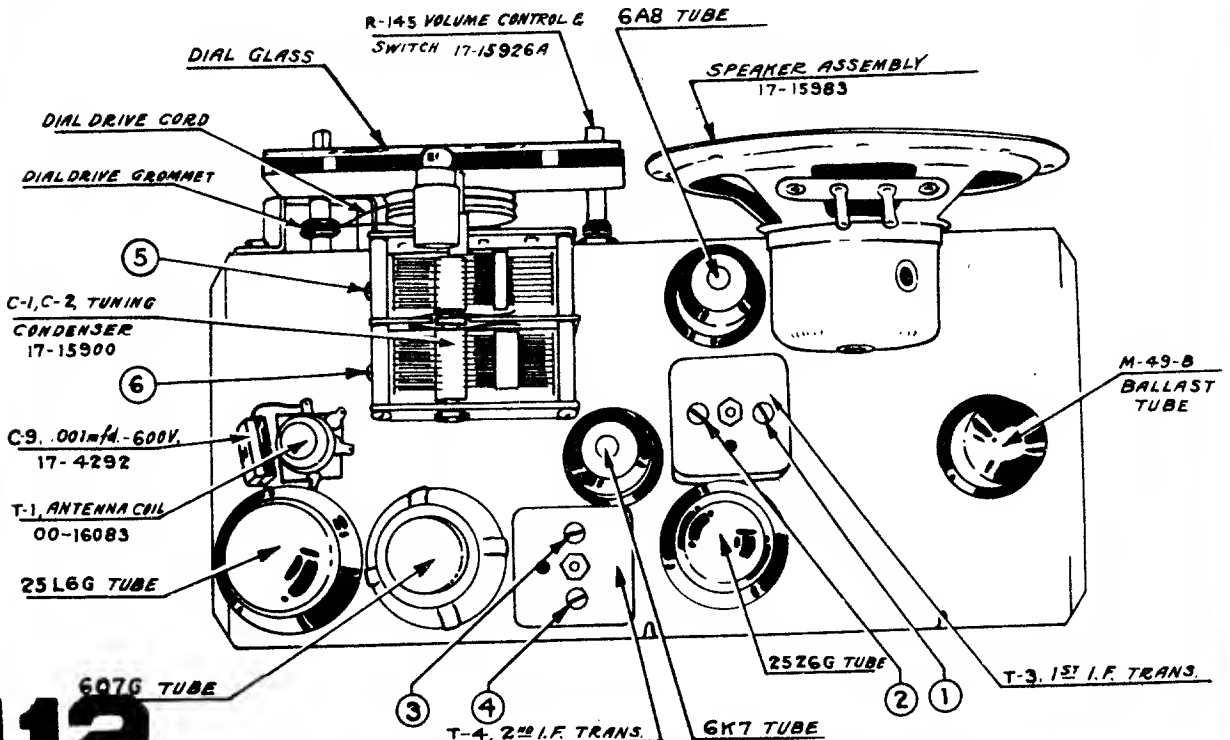 R-145 VOLUME CONTROL &
SWITCH 17-15926A
6A8 TUBE
DIAL GLASS
SPEAKER ASSEMBLY
17-15983
DIAL DRIVE CORD
DIAL DRIVE GROMMET
5
C-1, C-2, TUNING
CONDENSER
17-15900
6
M-49-B
BALLAST
TUBE
C-9, .001mfd.-600V.
17-4292
T-1, ANTENNA COIL
00-16083
25L6G TUBE
25Z6G TUBE
2
1
T-3, 1ST I.F. TRANS.
6Q7G TUBE
3
4
T-4, 2ND I.F. TRANS.
6K7 TUBE